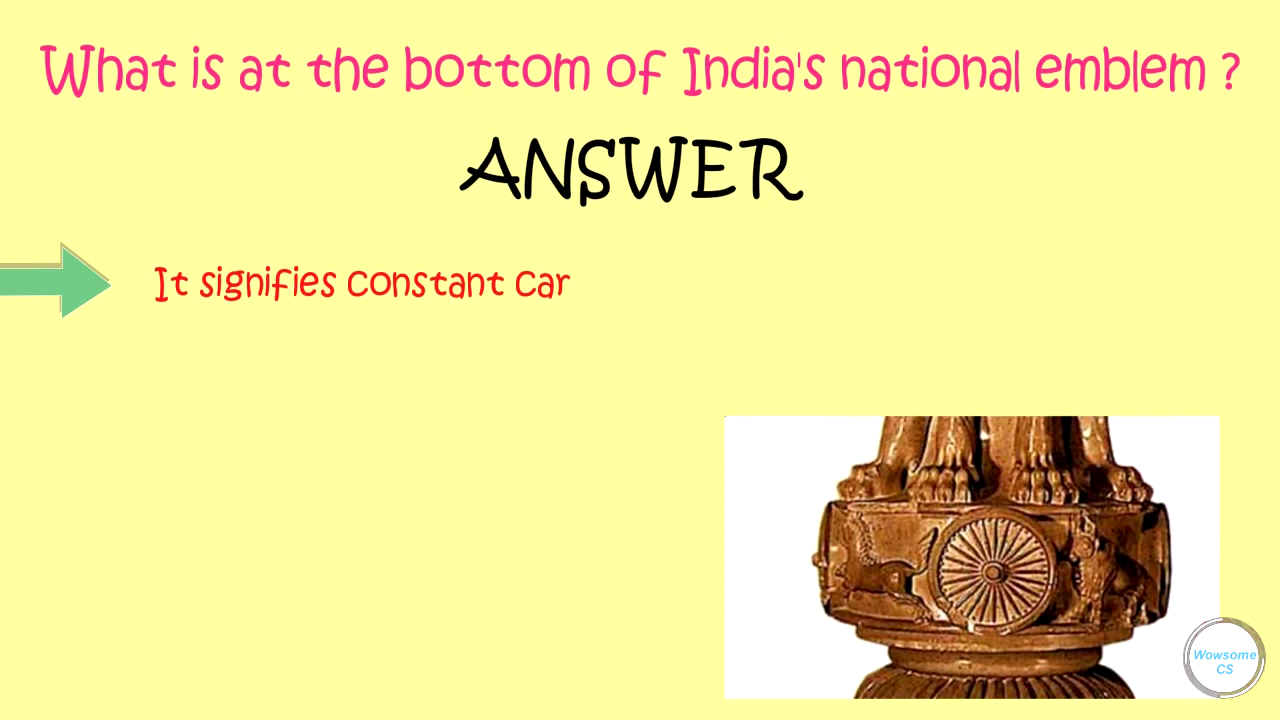 What is at the bottom of India's national emblem ?
ANSWER
It signifies constant car
Wowsome
CS